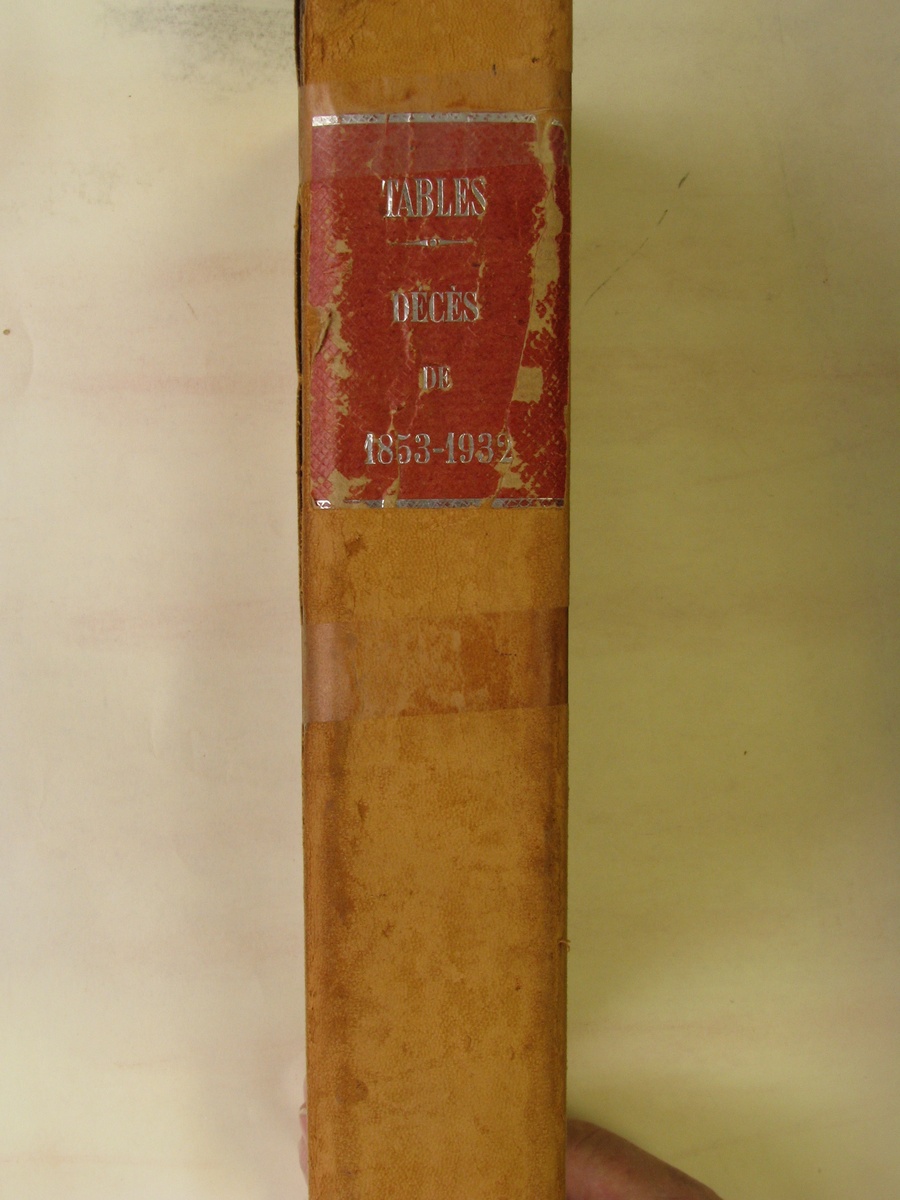 TABLES
DÉCÈS
DE
1853-1932